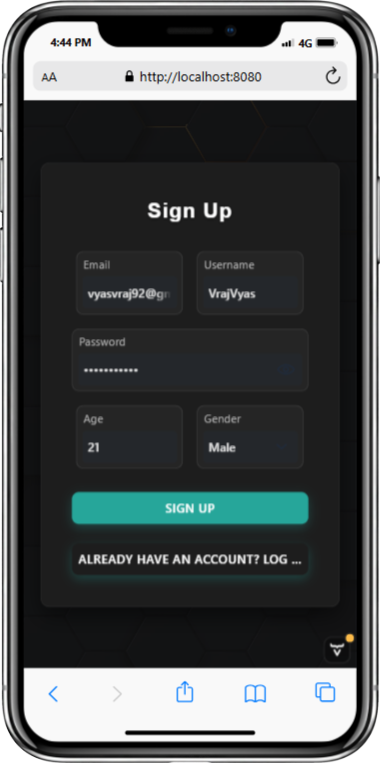 4:44 PM 4G
AA http://localhost:8080
Sign Up
Email Username
vyasvraj92@g VrajVyas
Password
•••••••••••
Age Gender
21 Male
SIGN UP
ALREADY HAVE AN ACCOUNT? LOG ...